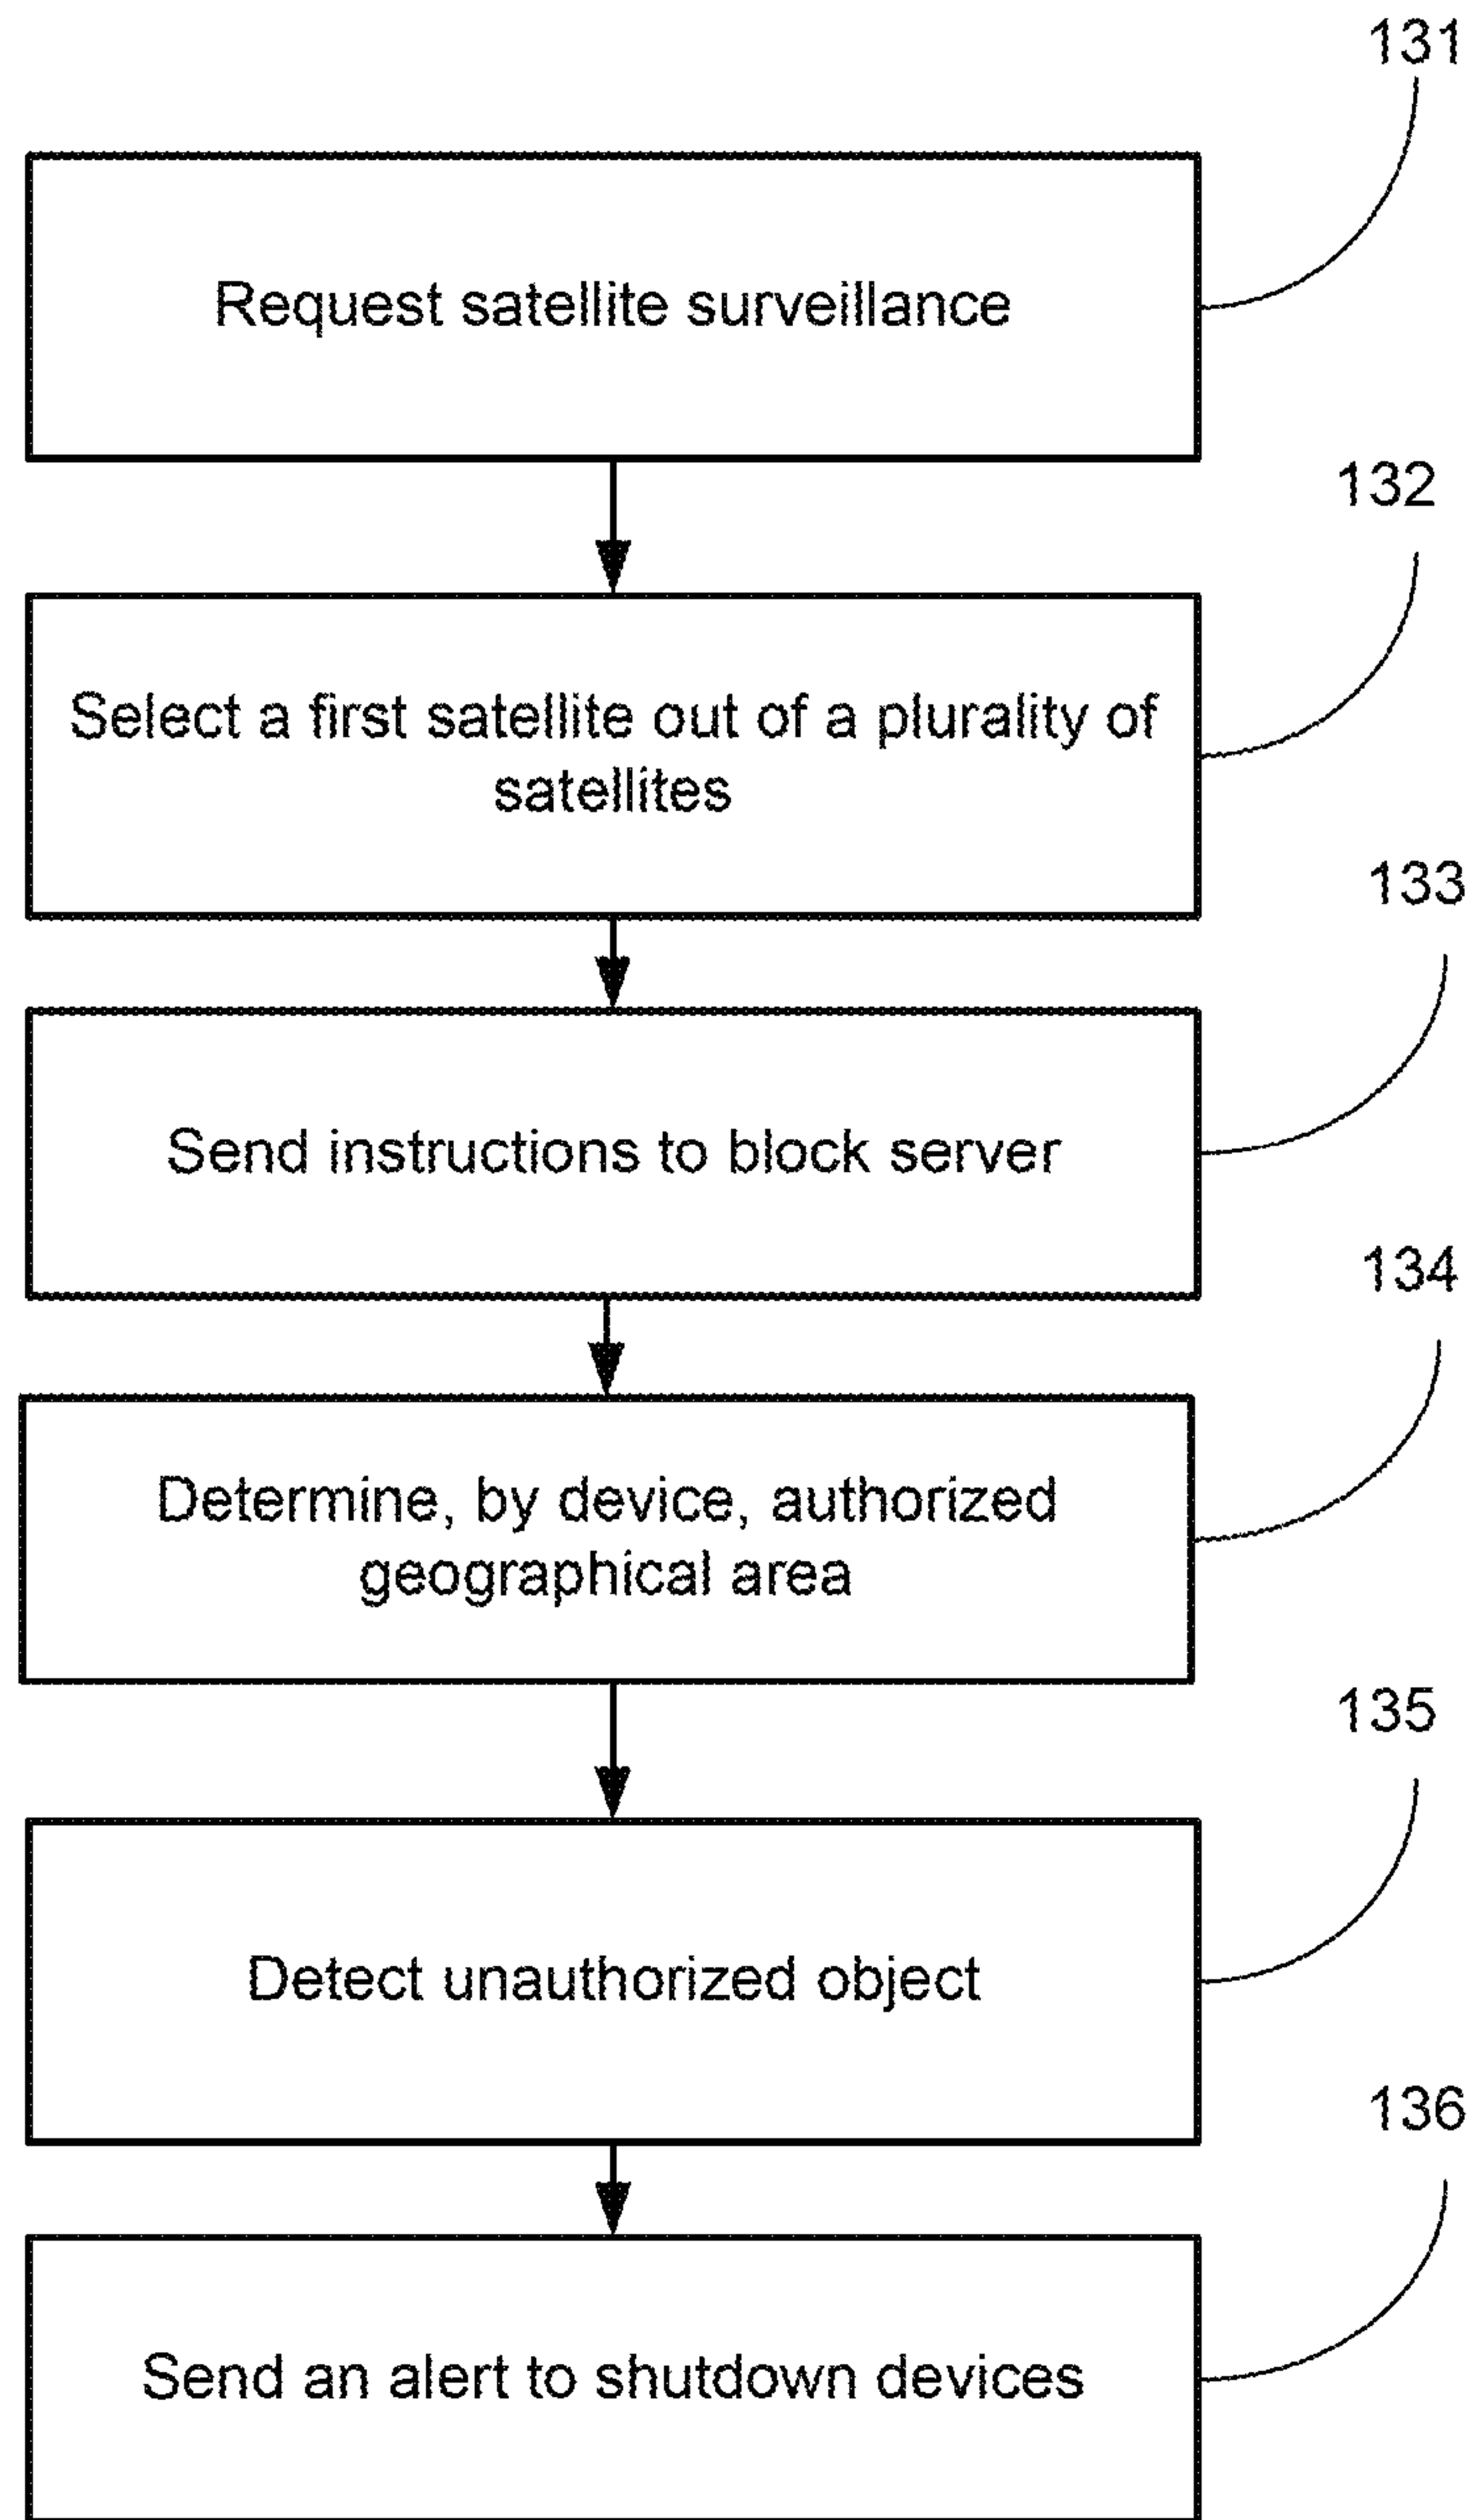 131
Request satellite surveillance
132
Select a first satellite out of a plurality of
satellites
133
Send instructions to block server
134
Determine, by device, authorized
geographical area
135
Detect unauthorized object
136
Send an alert to shutdown devices